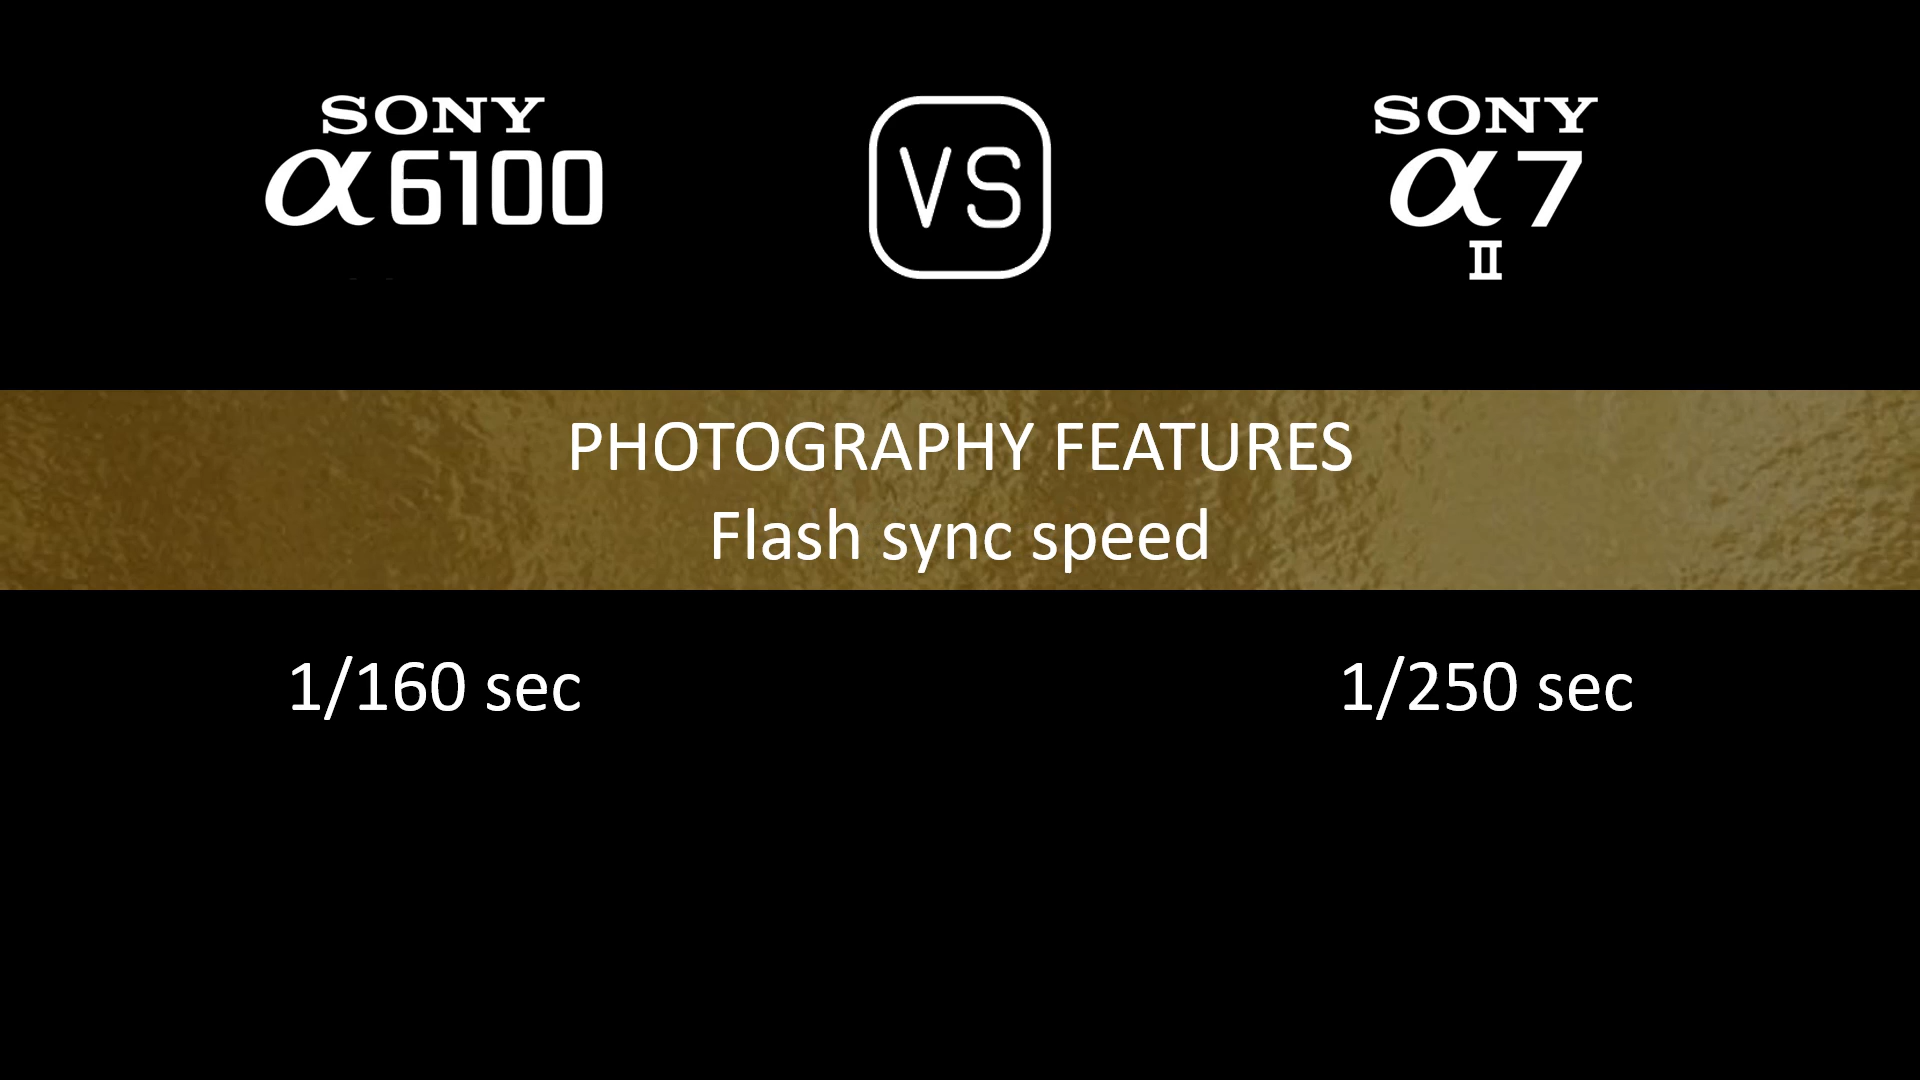 SONY
α6100
VS
SONY
α7
II
PHOTOGRAPHY FEATURES
Flash sync speed
1/160 sec
1/250 sec